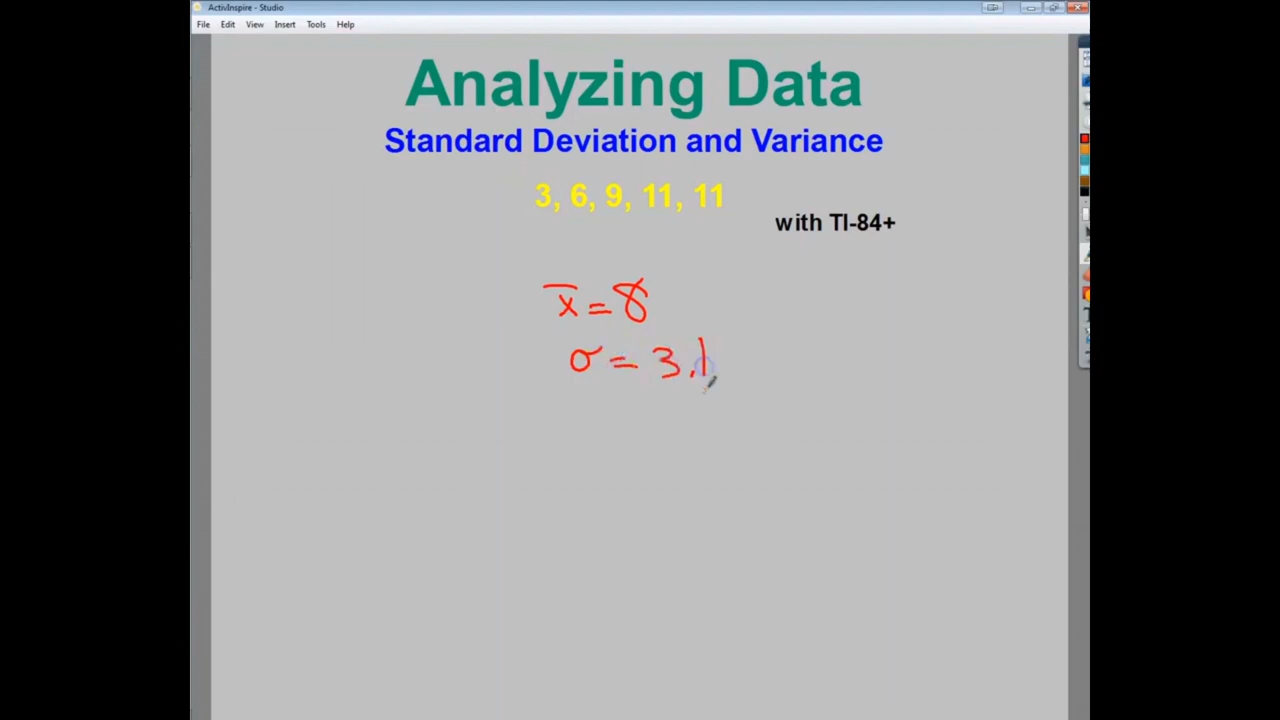 ActivInspire - Studio
File Edit View Insert Tools Help
Analyzing Data
Standard Deviation and Variance
3, 6, 9, 11, 11
with TI-84+
x̅ = 8
σ = 3.1